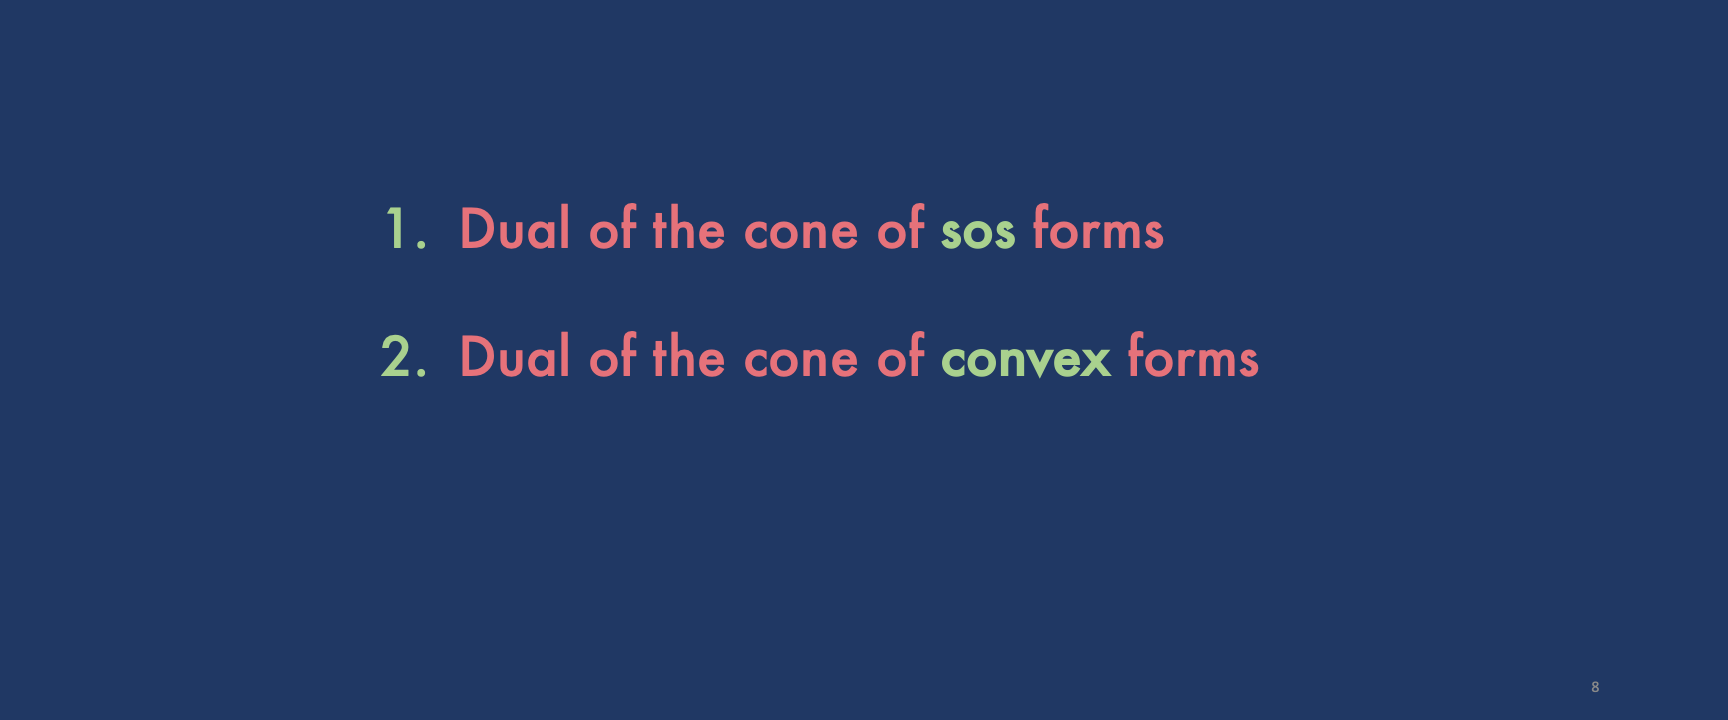 1. Dual of the cone of sos forms
2. Dual of the cone of convex forms
8